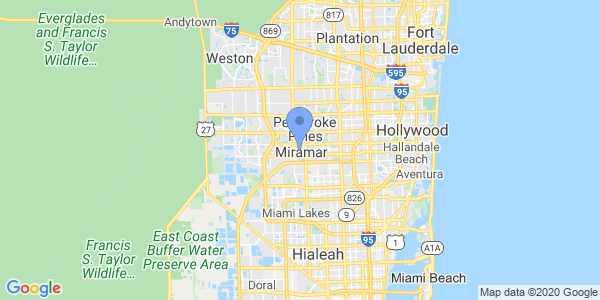 Everglades and
and Francis
S. Taylor
Wildlife...
Andytown
75
869
817
Fort
Lauderdale
Plantation
Weston
595
95
27
Pembroke
Pines
Miramar
Hollywood
Hallandale
Beach
Aventura
826
Miami Lakes
9
East Coast
Buffer Water
Preserve Area
Francis
S. Taylor
Wildlife...
95
1
A1A
Hialeah
Doral
Miami Beach
Google
Map data ©2020 Google